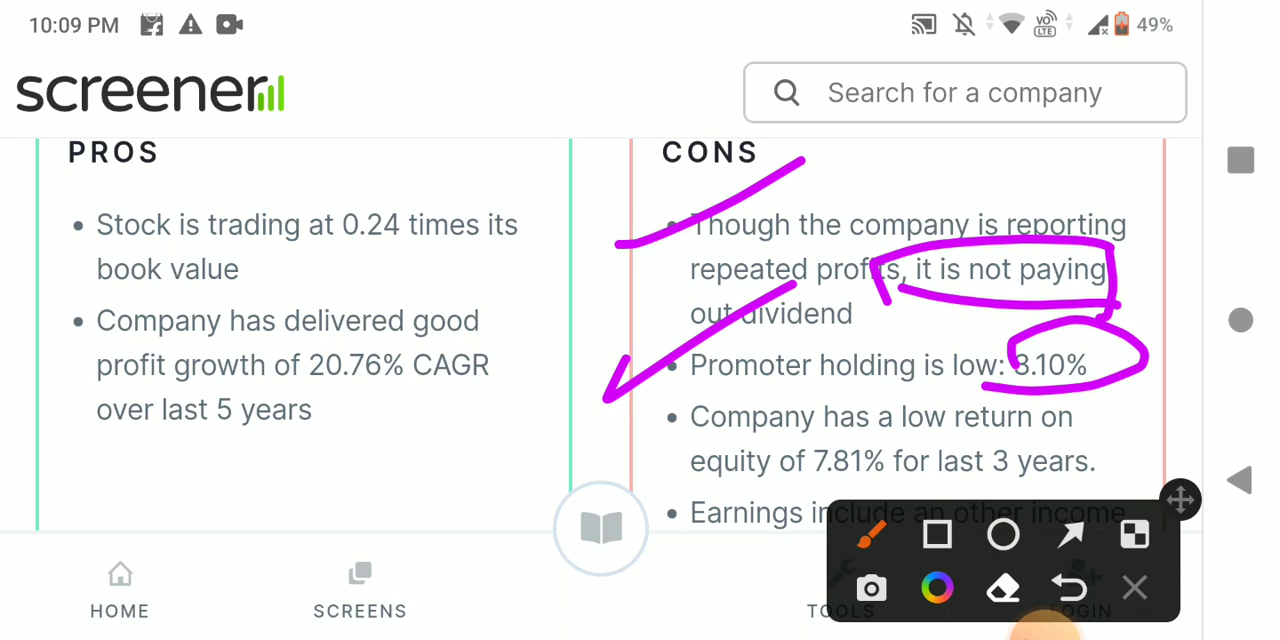 10:09 PM
VO
LTE
49%
screener
Search for a company
PROS
Stock is trading at 0.24 times its
book value
Company has delivered good
profit growth of 20.76% CAGR
over last 5 years
CONS
Though the company is reporting
repeated profits, it is not paying
out dividend
Promoter holding is low: 8.10%
Company has a low return on
equity of 7.81% for last 3 years.
Earnings include an other income
HOME
SCREENS
TOOLS
LOGIN